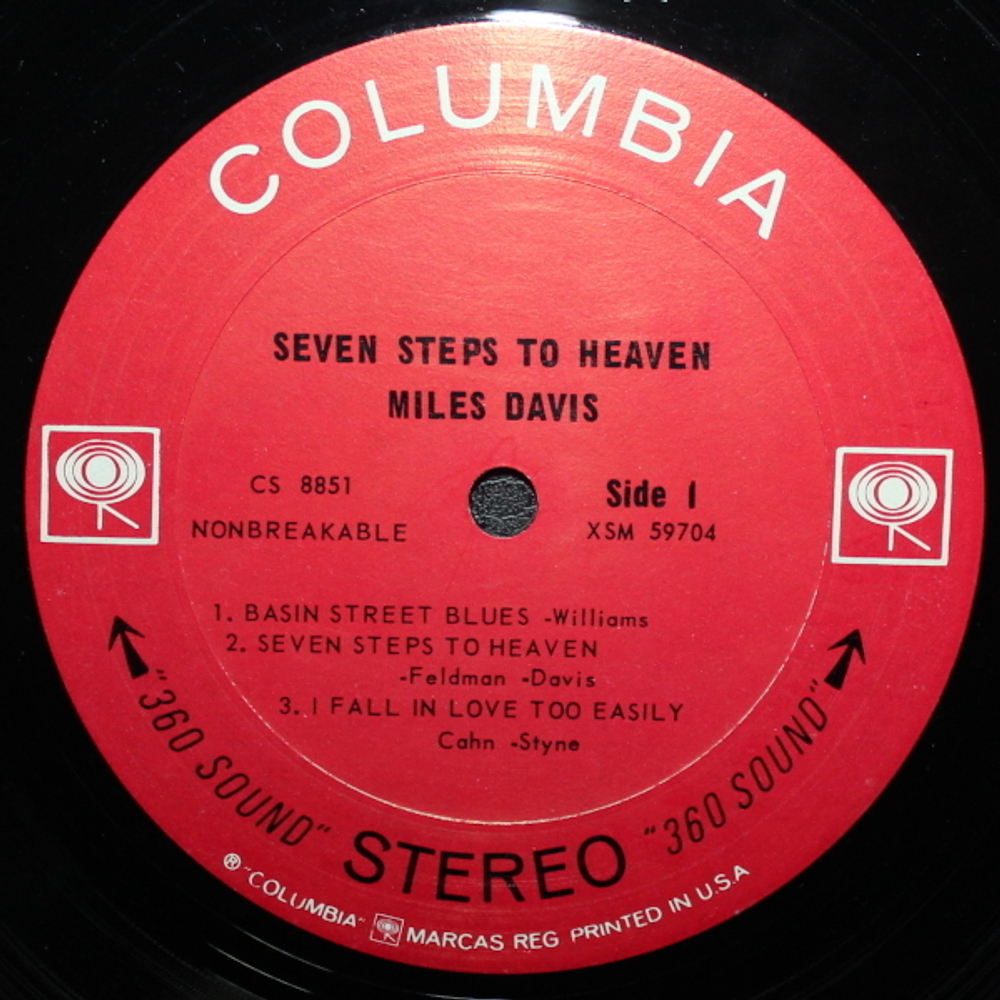 COLUMBIA
SEVEN STEPS TO HEAVEN
MILES DAVIS
CS 8851
Side 1
NONBREAKABLE
XSM 59704
1. BASIN STREET BLUES -Williams
2. SEVEN STEPS TO HEAVEN
-Feldman -Davis
3. I FALL IN LOVE TOO EASILY
Cahn -Styne
"360 SOUND" STEREO "360 SOUND"
® "COLUMBIA" MARCAS REG PRINTED IN U.S.A